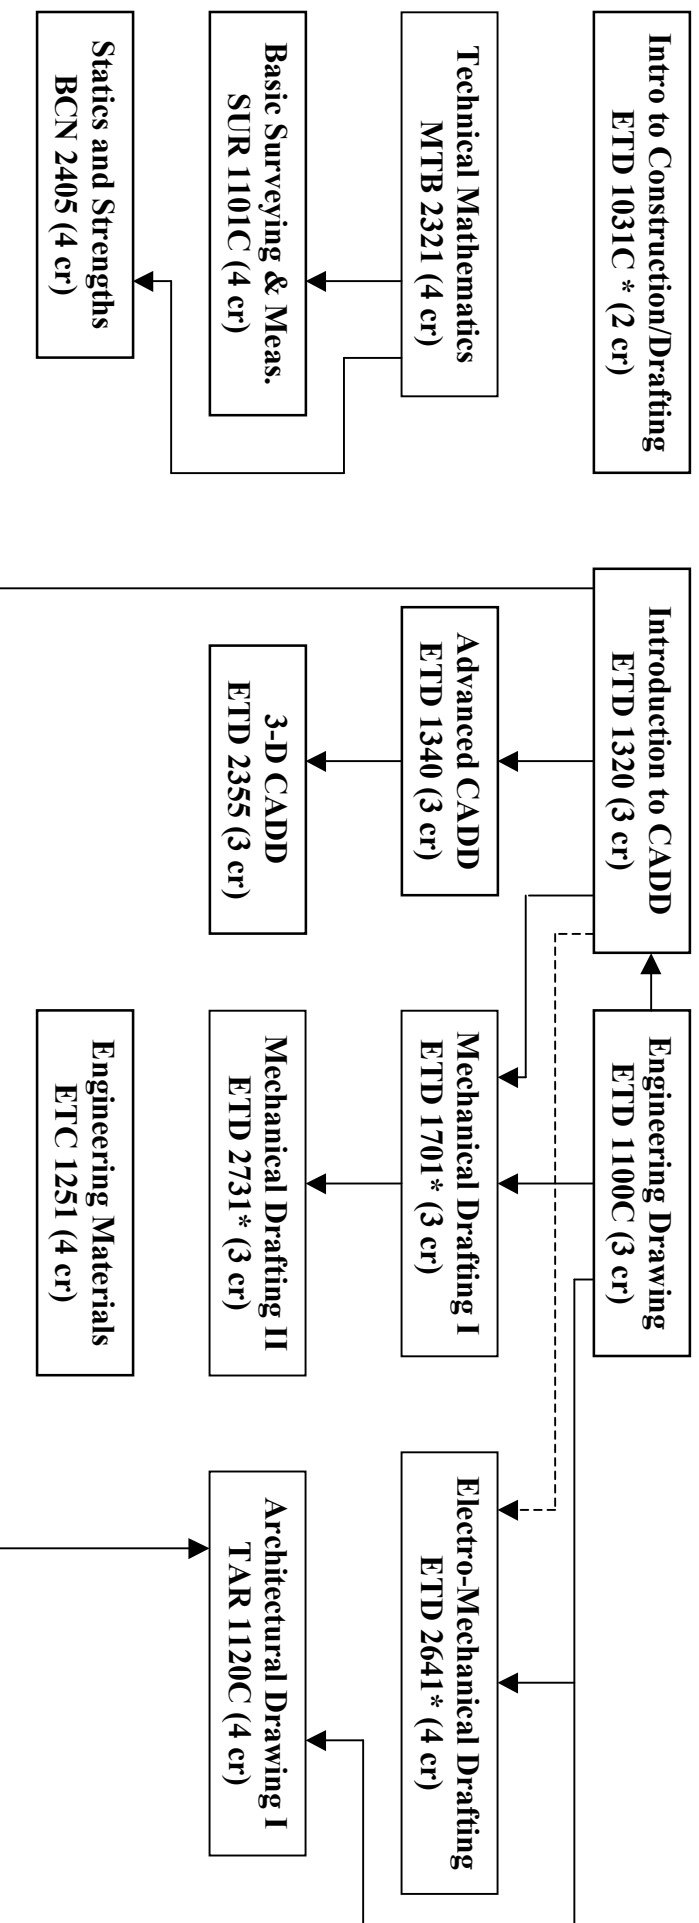 Intro to Construction/Drafting
ETD 1031C * (2 cr)
Introduction to CADD
ETD 1320 (3 cr)
Engineering Drawing
ETD 1100C (3 cr)
Technical Mathematics
MTB 2321 (4 cr)
Advanced CADD
ETD 1340 (3 cr)
Mechanical Drafting I
ETD 1701* (3 cr)
Electro-Mechanical Drafting
ETD 2641* (4 cr)
Basic Surveying & Meas.
SUR 1101C (4 cr)
3-D CADD
ETD 2355 (3 cr)
Mechanical Drafting II
ETD 2731* (3 cr)
Architectural Drawing I
TAR 1120C (4 cr)
Statics and Strengths
BCN 2405 (4 cr)
Engineering Materials
ETC 1251 (4 cr)